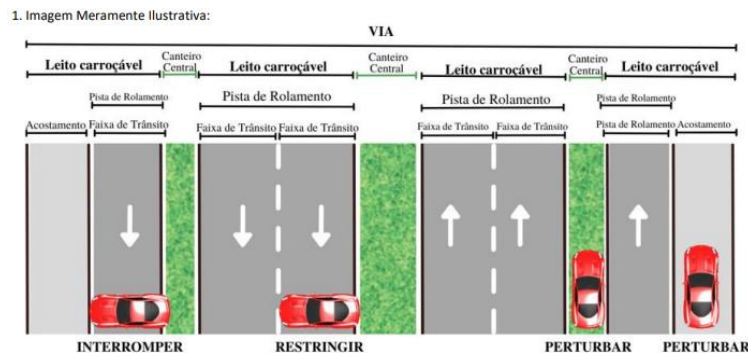 1. Imagem Meramente Ilustrativa:
VIA
Leito carroçável
Canteiro Central
Leito carroçável
Canteiro Central
Leito carroçável
Canteiro Central
Leito carroçável
Pista de Rolamento
Pista de Rolamento
Pista de Rolamento
Pista de Rolamento
Acostamento
Faixa de Trânsito
Faixa de Trânsito
Faixa de Trânsito
Faixa de Trânsito
Faixa de Trânsito
Pista de Rolamento
Acostamento
INTERROMPER
RESTRINGIR
PERTURBAR
PERTURBAR